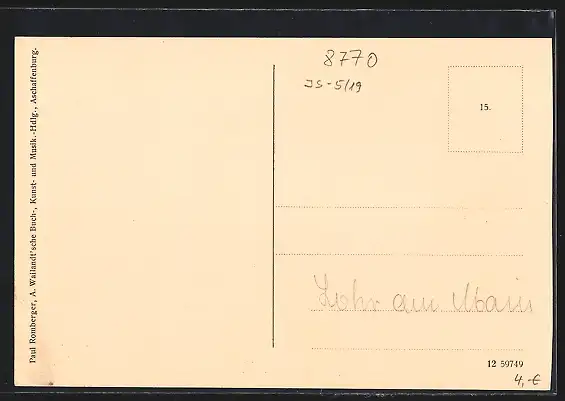 Paul Romberger, A. Wailandt'sche Buch-, Kunst- und Musik.-Hdlg., Aschaffenburg.
8770
JS-5/19
15.
Lohr am Main
12 59749
4,-€